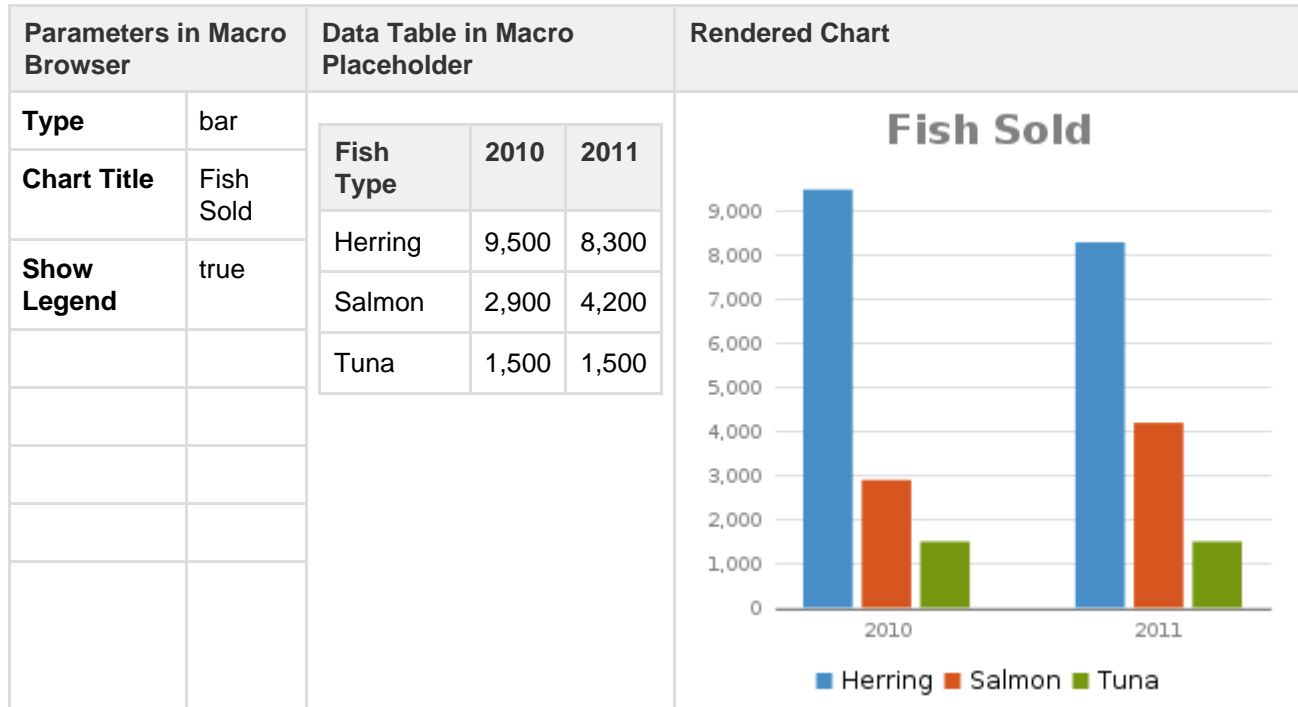 Parameters in Macro
Browser
Data Table in Macro
Placeholder
Rendered Chart
Type
bar
Chart Title
Fish
Sold
Show
Legend
true
Fish
Type
2010
2011
Herring
9,500
8,300
Salmon
2,900
4,200
Tuna
1,500
1,500
Fish Sold
9,000
8,000
7,000
6,000
5,000
4,000
3,000
2,000
1,000
0
2010
2011
Herring
Salmon
Tuna